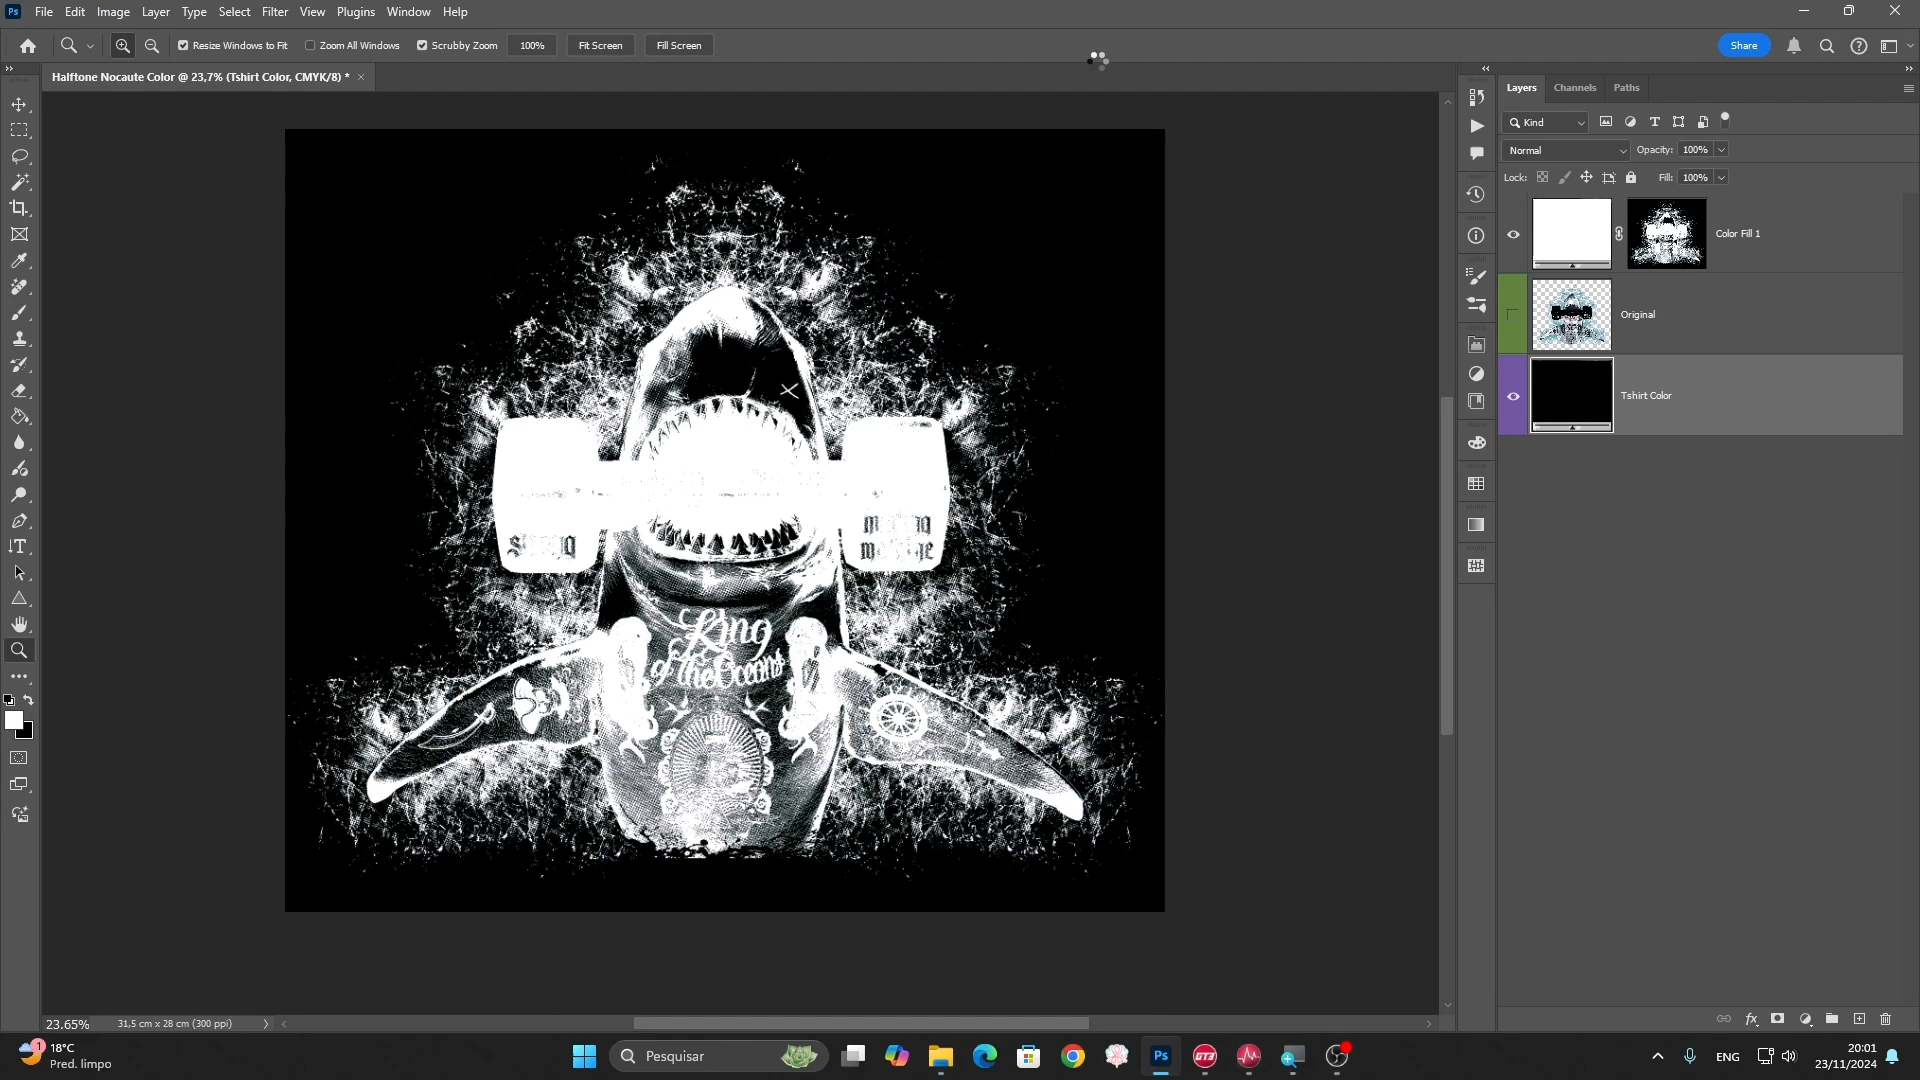 File Edit Image Layer Type Select Filter View Plugins Window Help
Resize Windows to Fit Zoom All Windows Scrubby Zoom 100% Fit Screen Fill Screen Share
Halftone Nocaute Color @ 23,7% (Tshirt Color, CMYK/8) *
Layers Channels Paths
Kind
Normal Opacity: 100%
Lock: Fill: 100%
Color Fill 1
Original
Tshirt Color
King
of the Oceans
23.65% 31,5 cm x 28 cm (300 ppi)
18°C
Pred. limpo
Pesquisar
ENG
20:01
23/11/2024